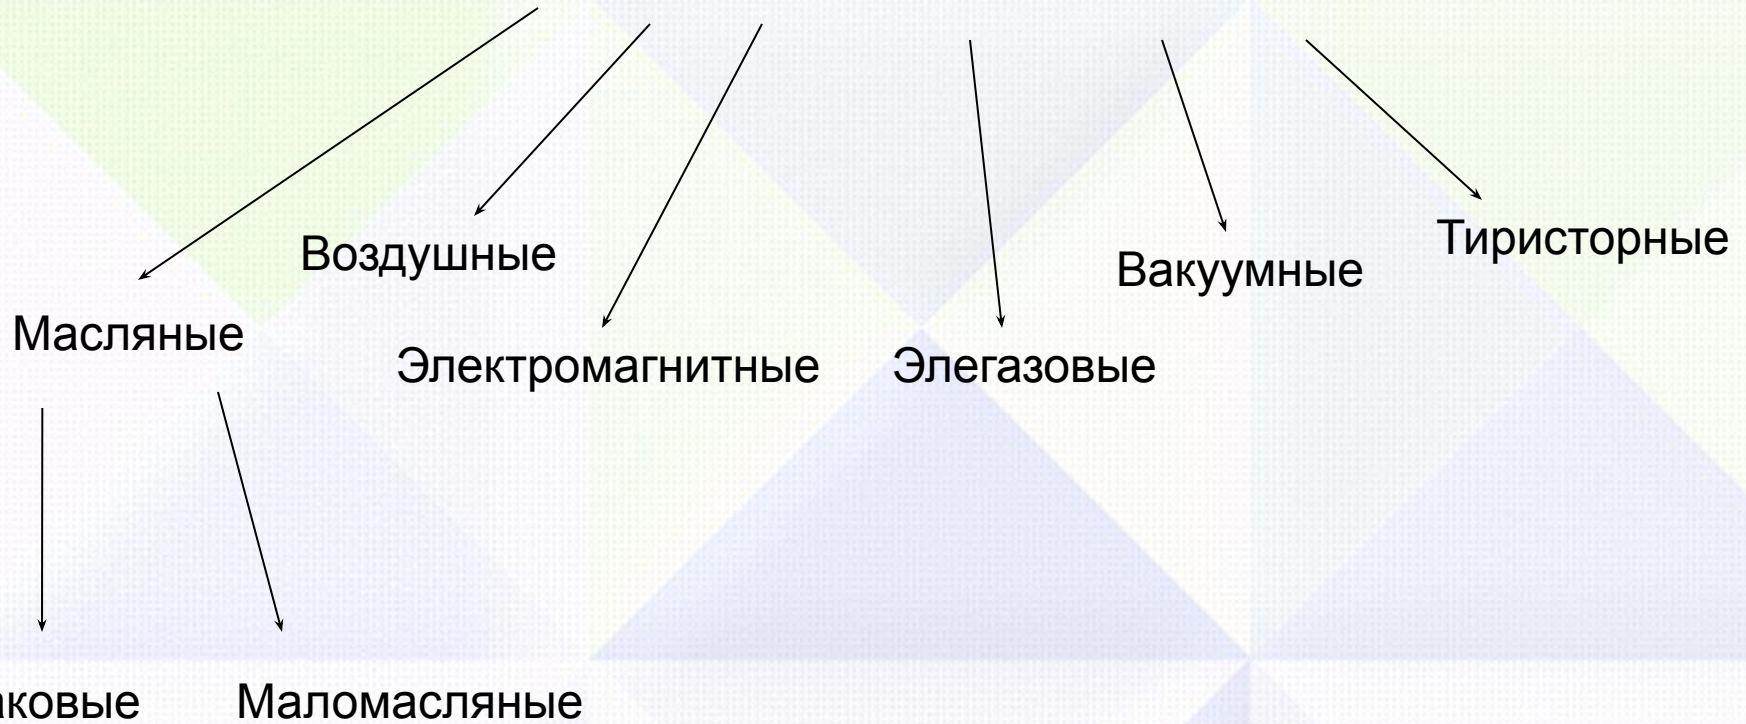 Тиристорные
Воздушные
Вакуумные
Масляные
Электромагнитные
Элегазовые
Маломасляные